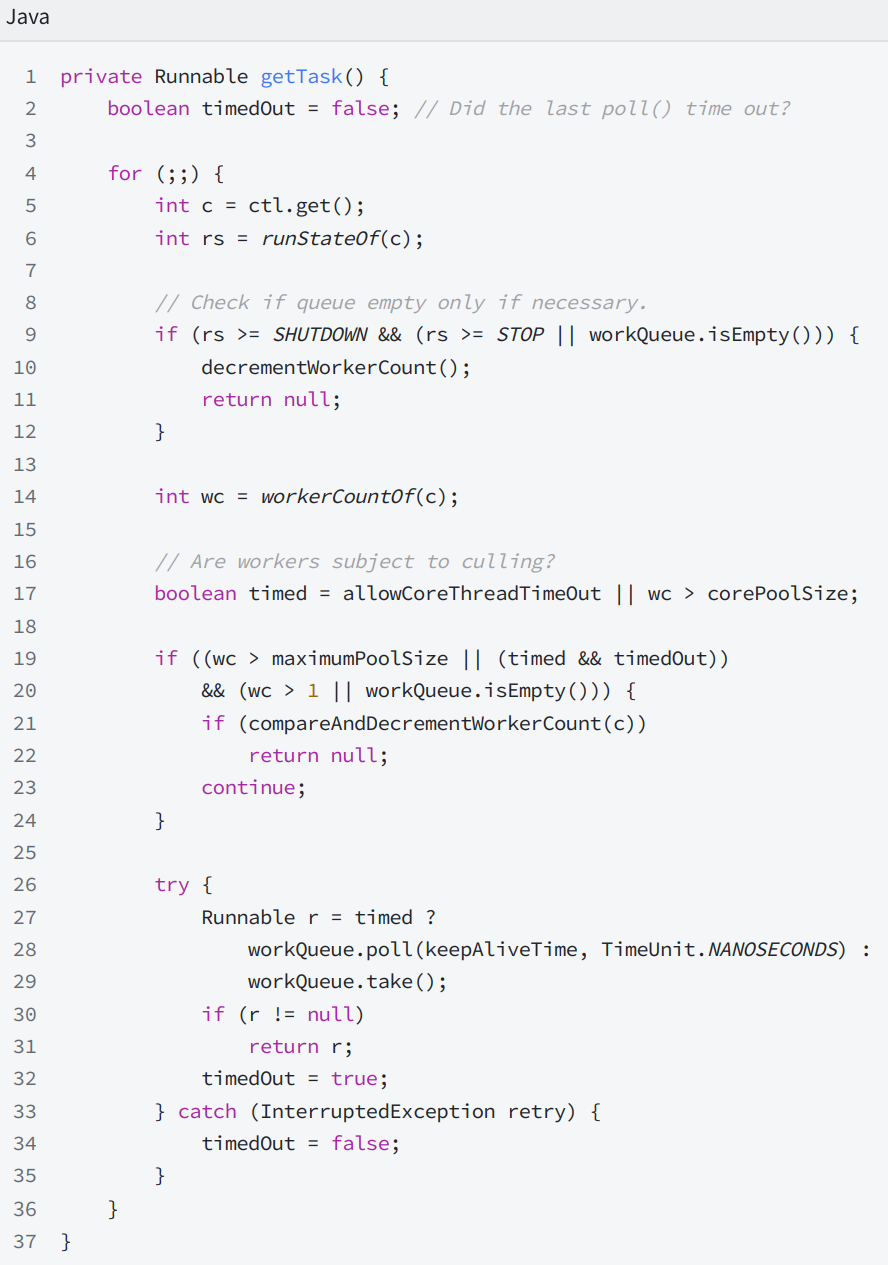 Java
1 private Runnable getTask() {
2     boolean timedOut = false; // Did the last poll() time out?
3
4     for (;;) {
5         int c = ctl.get();
6         int rs = runStateOf(c);
7
8         // Check if queue empty only if necessary.
9         if (rs >= SHUTDOWN && (rs >= STOP || workQueue.isEmpty())) {
10             decrementWorkerCount();
11             return null;
12         }
13
14         int wc = workerCountOf(c);
15
16         // Are workers subject to culling?
17         boolean timed = allowCoreThreadTimeOut || wc > corePoolSize;
18
19         if ((wc > maximumPoolSize || (timed && timedOut))
20             && (wc > 1 || workQueue.isEmpty())) {
21             if (compareAndDecrementWorkerCount(c))
22                 return null;
23             continue;
24         }
25
26         try {
27             Runnable r = timed ?
28                 workQueue.poll(keepAliveTime, TimeUnit.NANOSECONDS) :
29                 workQueue.take();
30             if (r != null)
31                 return r;
32             timedOut = true;
33         } catch (InterruptedException retry) {
34             timedOut = false;
35         }
36     }
37 }